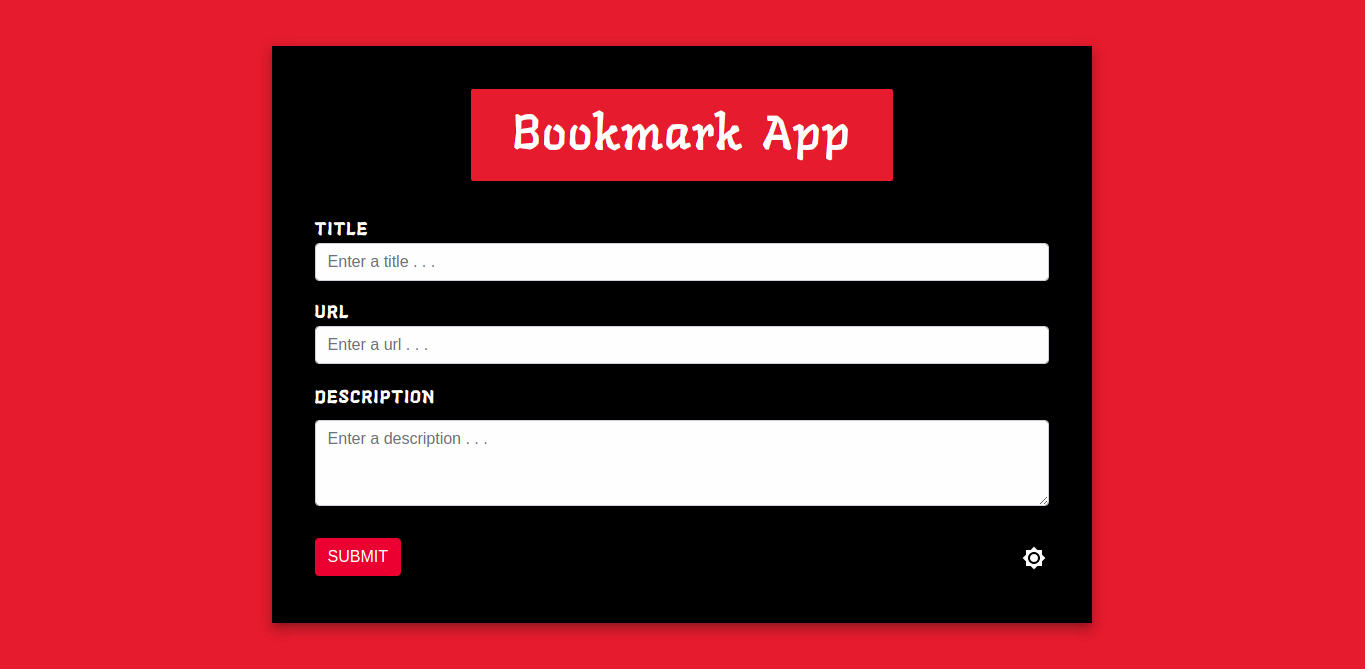 Bookmark App
TITLE
Enter a title . . .
URL
Enter a url . . .
DESCRIPTION
Enter a description . . .
SUBMIT